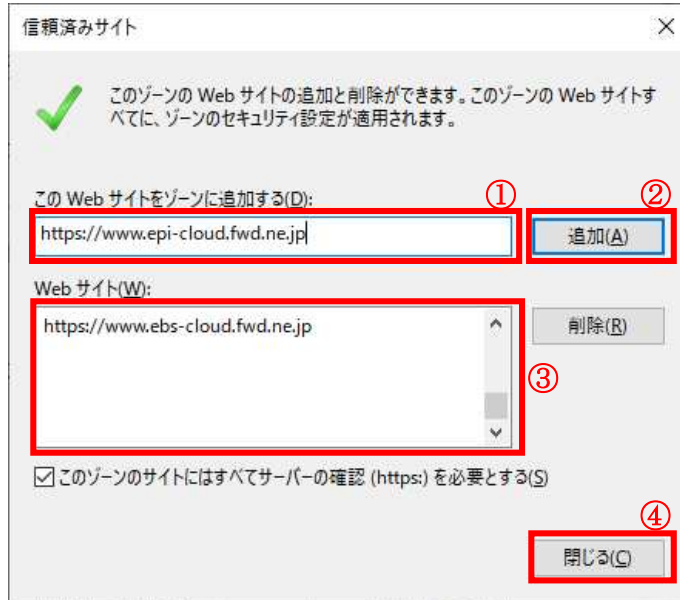 信頼済みサイト
このゾーンの Web サイトの追加と削除ができます。このゾーンの Web サイトす
べてに、ゾーンのセキュリティ設定が適用されます。
この Web サイトをゾーンに追加する(D):
①
②
https://www.epi-cloud.fwd.ne.jp
追加(A)
Web サイト(W):
https://www.ebs-cloud.fwd.ne.jp
削除(R)
③
このゾーンのサイトにはすべてサーバーの確認 (https:) を必要とする(S)
④
閉じる(C)